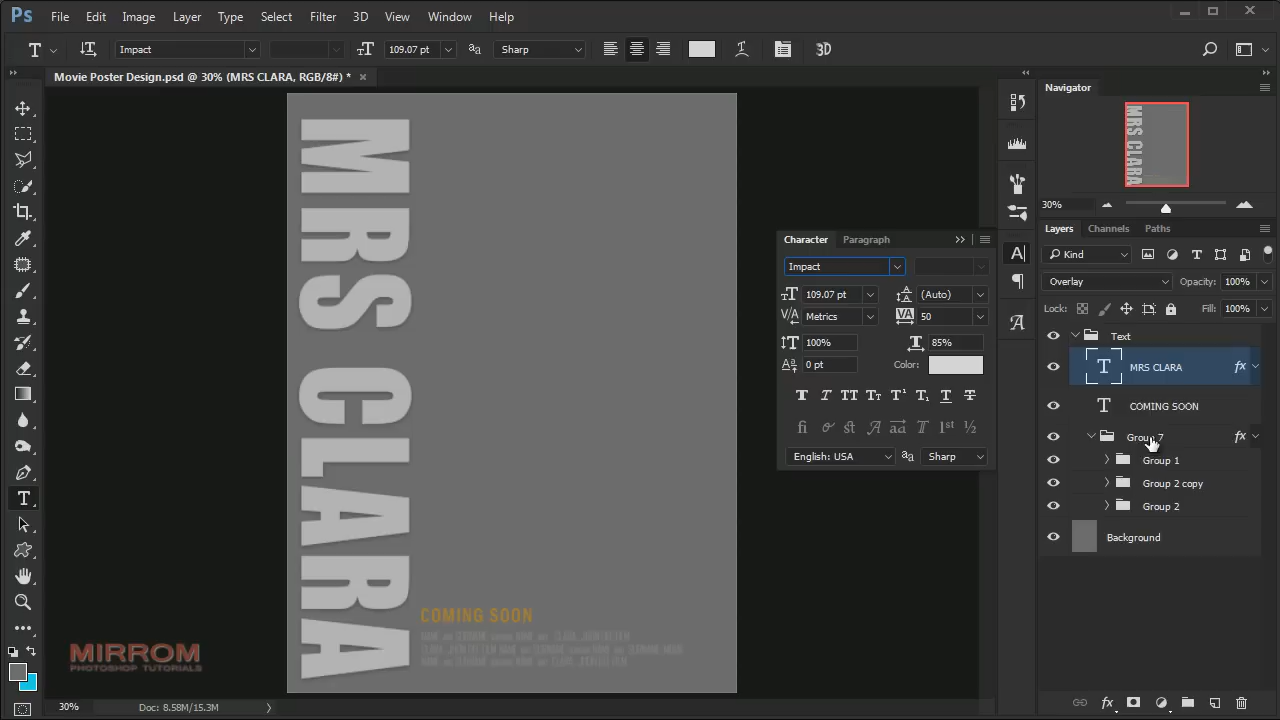 Ps File Edit Image Layer Type Select Filter 3D View Window Help
T Impact 109.07 pt Sharp 3D
Movie Poster Design.psd @ 30% (MRS CLARA, RGB/8#) *
MRS CLARA
COMING SOON
MIRROM
PHOTOSHOP TUTORIALS
30% Doc: 8.58M/15.3M
Character Paragraph
Impact
109.07 pt (Auto)
Metrics 50
100% 85%
0 pt Color:
English: USA Sharp
Navigator
MRS CLARA
30%
Layers Channels Paths
Kind
Overlay Opacity: 100%
Lock: Fill: 100%
Text
MRS CLARA fx
COMING SOON
Group 7 fx
Group 1
Group 2 copy
Group 2
Background